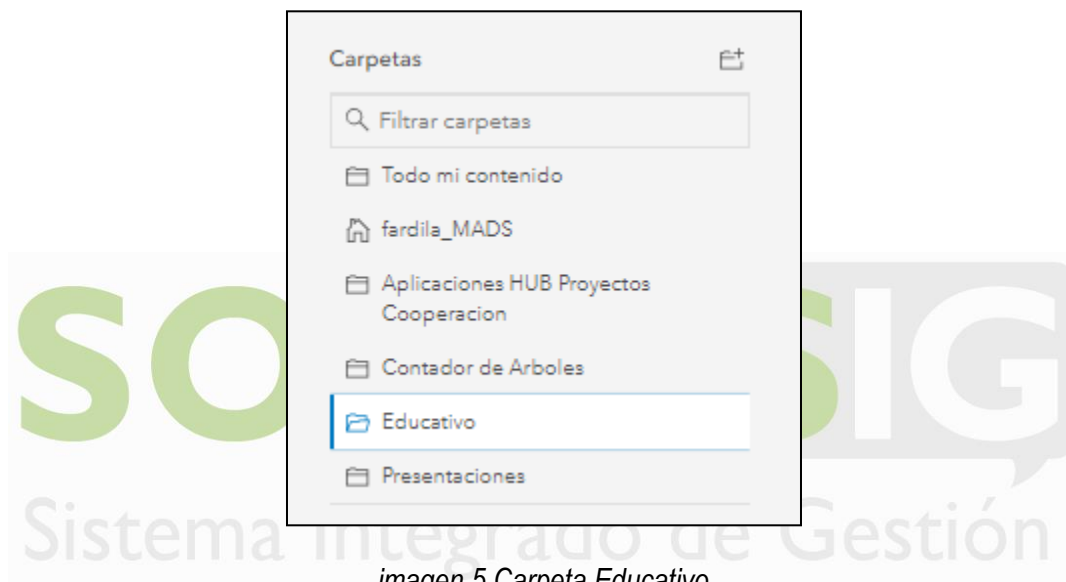 Carpetas
Filtrar carpetas
Todo mi contenido
fardila_MADS
Aplicaciones HUB Proyectos
Cooperacion
Contador de Arboles
Educativo
Presentaciones
SO SIG
Sistema Integrado de Gestión
imagen 5 Carpeta Educativo